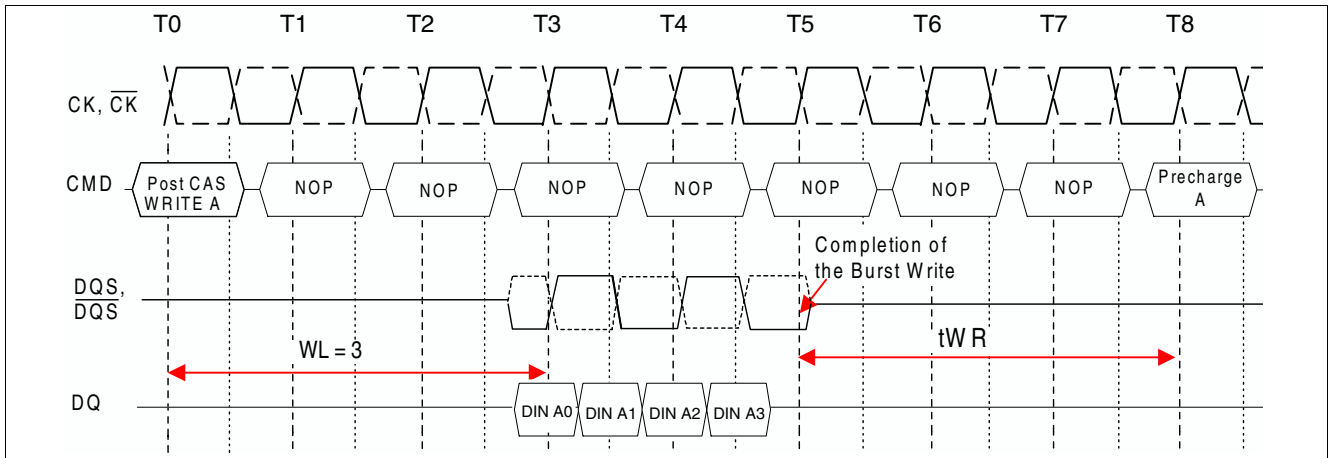 T0 T1 T2 T3 T4 T5 T6 T7 T8
CK, CK
CMD
Post CAS
WRITE A
NOP
NOP
NOP
NOP
NOP
NOP
NOP
Precharge
A
Completion of
the Burst Write
DQS,
DQS
WL = 3
tWR
DQ
DIN A0
DIN A1
DIN A2
DIN A3